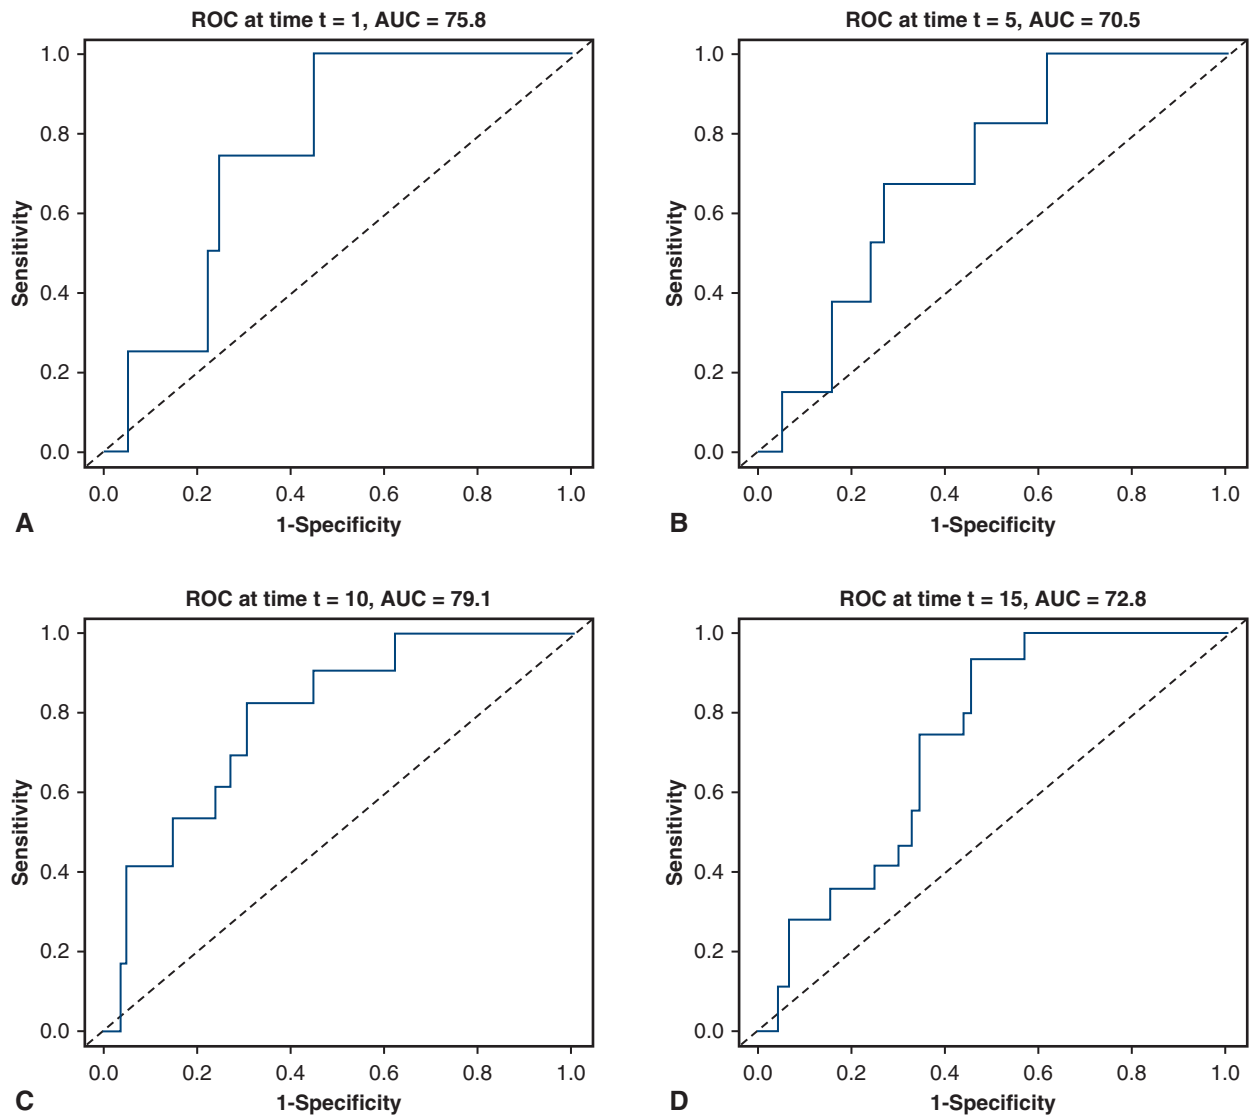 ROC at time t = 1, AUC = 75.8
1.0
0.8
0.6
0.4
0.2
0.0
Sensitivity
0.0 0.2 0.4 0.6 0.8 1.0
1-Specificity
A
ROC at time t = 5, AUC = 70.5
1.0
0.8
0.6
0.4
0.2
0.0
Sensitivity
0.0 0.2 0.4 0.6 0.8 1.0
1-Specificity
B
ROC at time t = 10, AUC = 79.1
1.0
0.8
0.6
0.4
0.2
0.0
Sensitivity
0.0 0.2 0.4 0.6 0.8 1.0
1-Specificity
C
ROC at time t = 15, AUC = 72.8
1.0
0.8
0.6
0.4
0.2
0.0
Sensitivity
0.0 0.2 0.4 0.6 0.8 1.0
1-Specificity
D